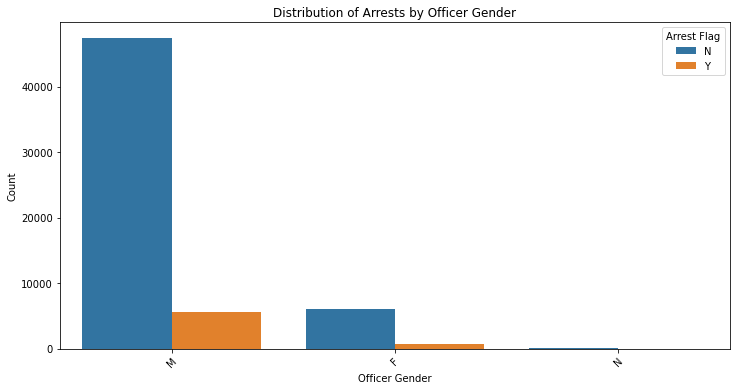 Distribution of Arrests by Officer Gender
Arrest Flag
N
Y
40000
30000
20000
10000
0
Count
M
F
N
Officer Gender